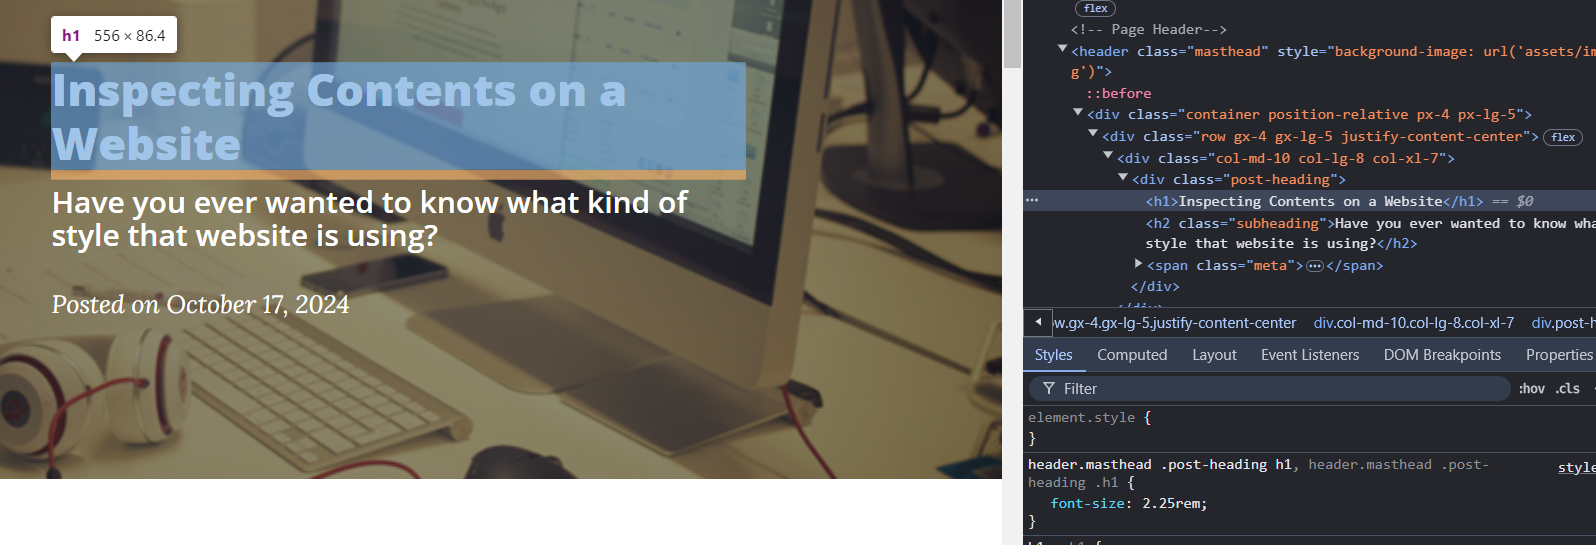 h1 556 × 86.4
Inspecting Contents on a
Website
Have you ever wanted to know what kind of
style that website is using?
Posted on October 17, 2024
flex
<!-- Page Header-->
<header class="masthead" style="background-image: url('assets/im
g')">
::before
<div class="container position-relative px-4 px-lg-5">
<div class="row gx-4 gx-lg-5 justify-content-center"> flex
<div class="col-md-10 col-lg-8 col-xl-7">
<div class="post-heading">
<h1>Inspecting Contents on a Website</h1> == $0
<h2 class="subheading">Have you ever wanted to know wha
style that website is using?</h2>
<span class="meta">…</span>
</div>
</div>
ow.gx-4.gx-lg-5.justify-content-center div.col-md-10.col-lg-8.col-xl-7 div.post-h
Styles Computed Layout Event Listeners DOM Breakpoints Properties
Filter :hov .cls
element.style {
}
header.masthead .post-heading h1, header.masthead .post-
heading .h1 {
style
font-size: 2.25rem;
}